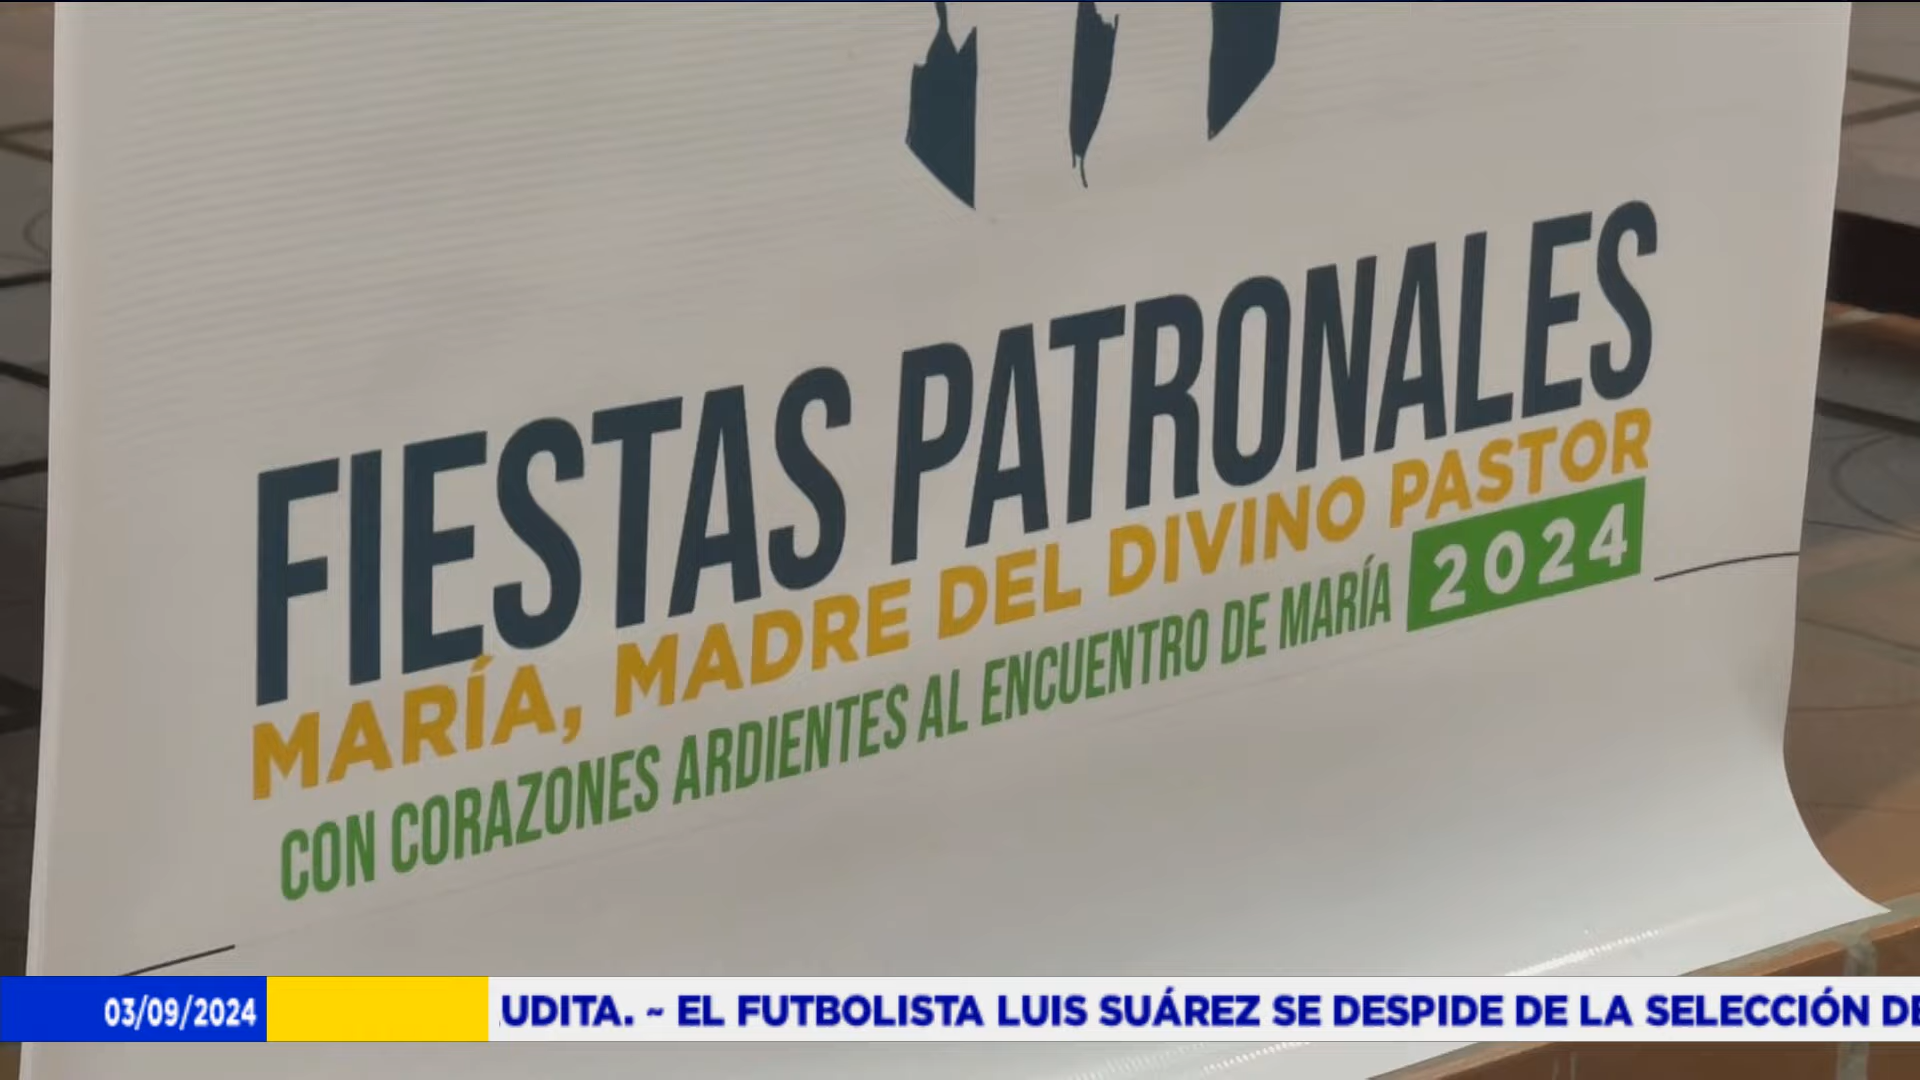 FIESTAS PATRONALES
MARÍA, MADRE DEL DIVINO PASTOR
CON CORAZONES ARDIENTES AL ENCUENTRO DE MARÍA 2024
03/09/2024 UDITA. ~ EL FUTBOLISTA LUIS SUÁREZ SE DESPIDE DE LA SELECCIÓN DE